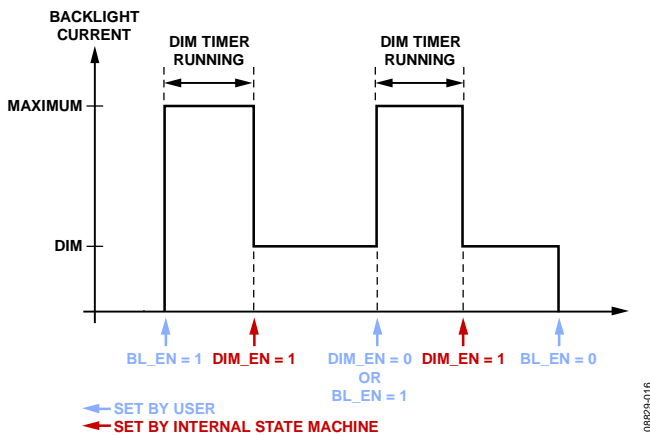 BACKLIGHT
CURRENT
DIM TIMER
RUNNING
DIM TIMER
RUNNING
MAXIMUM
DIM
BL_EN = 1
DIM_EN = 1
DIM_EN = 0
OR
BL_EN = 1
DIM_EN = 1
BL_EN = 0
SET BY USER
SET BY INTERNAL STATE MACHINE
08829-016